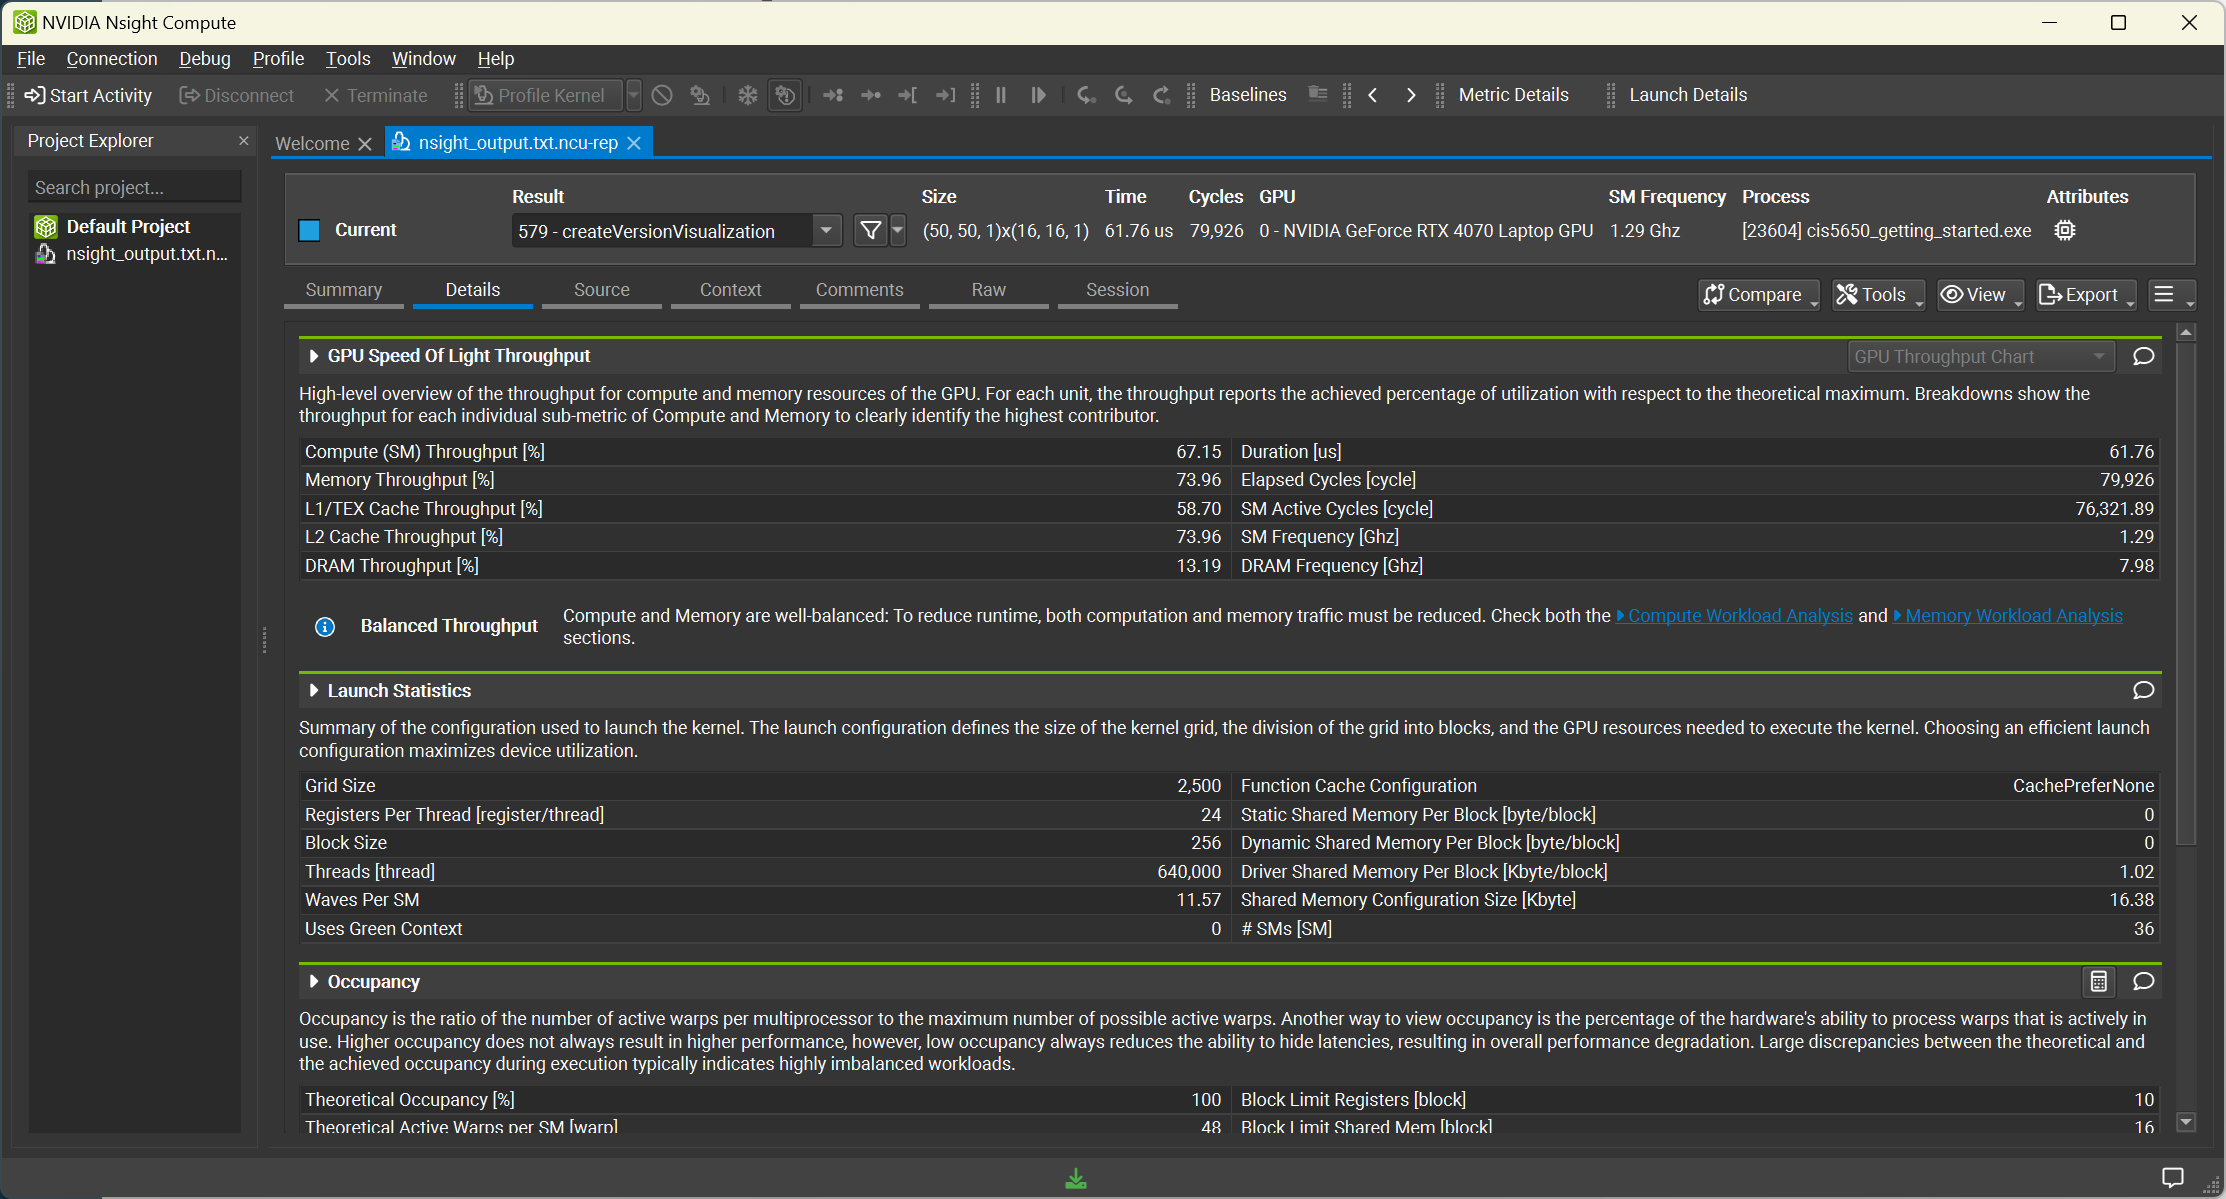 NVIDIA Nsight Compute
File Connection Debug Profile Tools Window Help
Start Activity Disconnect Terminate Profile Kernel Baselines Metric Details Launch Details
Project Explorer
Search project...
Default Project
nsight_output.txt.n...
Welcome nsight_output.txt.ncu-rep
Result Size Time Cycles GPU SM Frequency Process Attributes
Current 579 - createVersionVisualization (50, 50, 1)x(16, 16, 1) 61.76 us 79,926 0 - NVIDIA GeForce RTX 4070 Laptop GPU 1.29 Ghz [23604] cis5650_getting_started.exe
Summary Details Source Context Comments Raw Session Compare Tools View Export
GPU Speed Of Light Throughput GPU Throughput Chart
High-level overview of the throughput for compute and memory resources of the GPU. For each unit, the throughput reports the achieved percentage of utilization with respect to the theoretical maximum. Breakdowns show the
throughput for each individual sub-metric of Compute and Memory to clearly identify the highest contributor.
Compute (SM) Throughput [%] 67.15 Duration [us] 61.76
Memory Throughput [%] 73.96 Elapsed Cycles [cycle] 79,926
L1/TEX Cache Throughput [%] 58.70 SM Active Cycles [cycle] 76,321.89
L2 Cache Throughput [%] 73.96 SM Frequency [Ghz] 1.29
DRAM Throughput [%] 13.19 DRAM Frequency [Ghz] 7.98
Balanced Throughput
Compute and Memory are well-balanced: To reduce runtime, both computation and memory traffic must be reduced. Check both the Compute Workload Analysis and Memory Workload Analysis
sections.
Launch Statistics
Summary of the configuration used to launch the kernel. The launch configuration defines the size of the kernel grid, the division of the grid into blocks, and the GPU resources needed to execute the kernel. Choosing an efficient launch
configuration maximizes device utilization.
Grid Size 2,500 Function Cache Configuration CachePreferNone
Registers Per Thread [register/thread] 24 Static Shared Memory Per Block [byte/block] 0
Block Size 256 Dynamic Shared Memory Per Block [byte/block] 0
Threads [thread] 640,000 Driver Shared Memory Per Block [Kbyte/block] 1.02
Waves Per SM 11.57 Shared Memory Configuration Size [Kbyte] 16.38
Uses Green Context 0 # SMs [SM] 36
Occupancy
Occupancy is the ratio of the number of active warps per multiprocessor to the maximum number of possible active warps. Another way to view occupancy is the percentage of the hardware's ability to process warps that is actively in
use. Higher occupancy does not always result in higher performance, however, low occupancy always reduces the ability to hide latencies, resulting in overall performance degradation. Large discrepancies between the theoretical and
the achieved occupancy during execution typically indicates highly imbalanced workloads.
Theoretical Occupancy [%] 100 Block Limit Registers [block] 10
Theoretical Active Warps per SM [warp] 48 Block Limit Shared Mem [block] 16